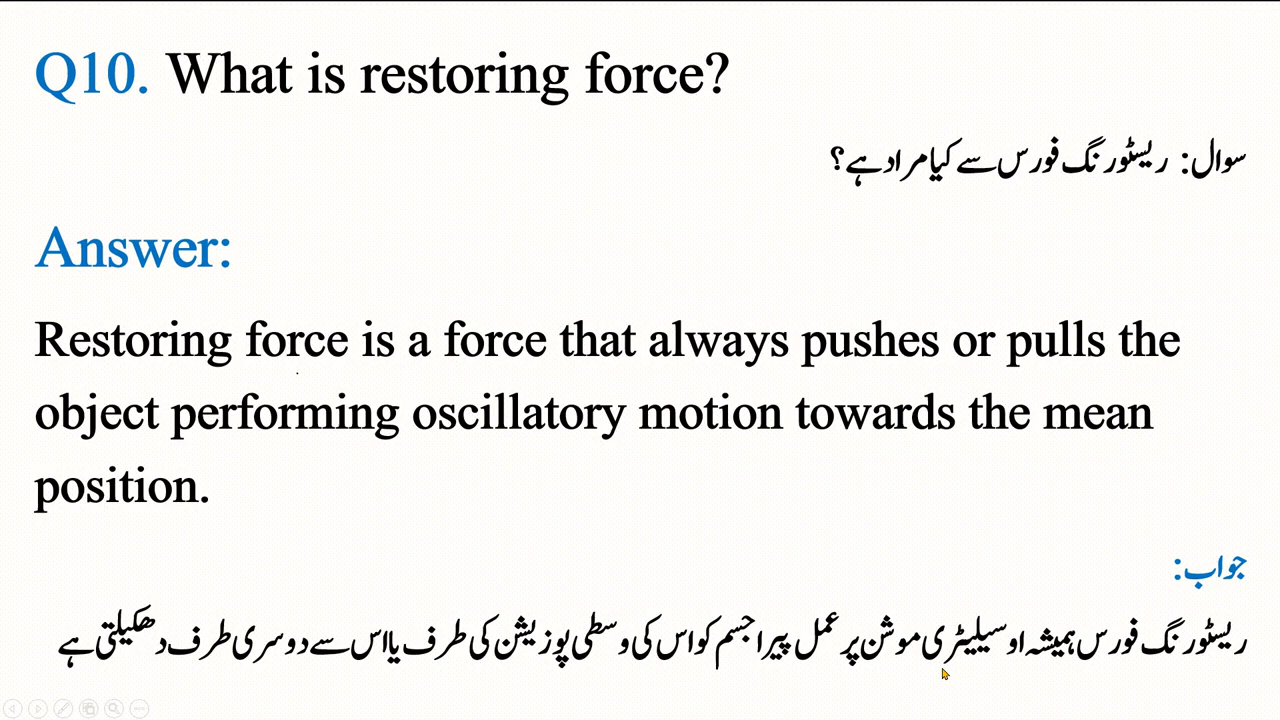 Q10. What is restoring force?
سوال: ریسٹورنگ فورس سے کیا مراد ہے؟
Answer:
Restoring force is a force that always pushes or pulls the
object performing oscillatory motion towards the mean
position.
جواب:
ریسٹورنگ فورس ہمیشہ اوسیلیٹری موشن پر عمل پیرا جسم کو اس کی وسطی پوزیشن کی طرف یا اس سے دوسری طرف دھکیلتی ہے